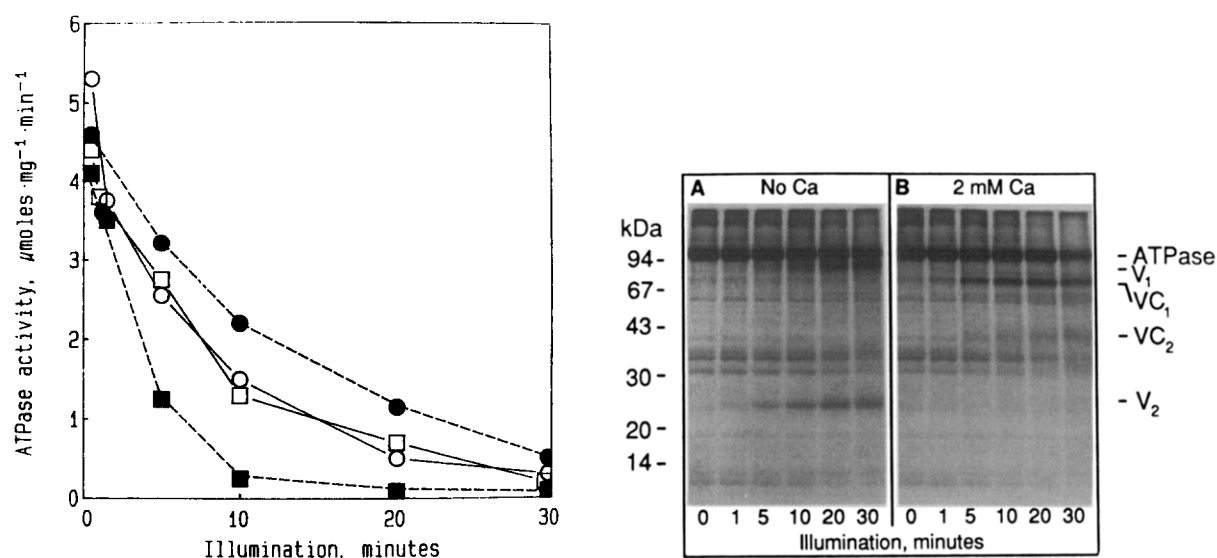 ATPase activity, µmoles·mg⁻¹·min⁻¹
6
5
4
3
2
1
0
0 10 20 30
Illumination, minutes
A No Ca B 2 mM Ca
kDa
94 -
67 -
43 -
30 -
20 -
14 -
- ATPase
- V₁
VC₁
- VC₂
- V₂
0 1 5 10 20 30 0 1 5 10 20 30
Illumination, minutes